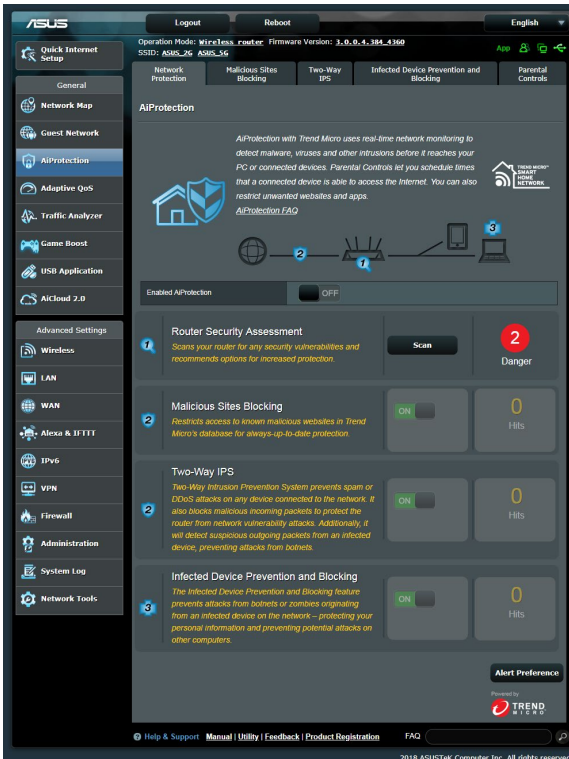 ASUS
Logout
Reboot
English
Operation Mode: Wireless router Firmware Version: 3.0.0.4.384_4360
SSID: ASUS_2G ASUS_5G
App
Quick Internet
Setup
General
Network Map
Guest Network
AiProtection
Adaptive QoS
Traffic Analyzer
Game Boost
USB Application
AiCloud 2.0
Advanced Settings
Wireless
LAN
WAN
Alexa & IFTTT
IPv6
VPN
Firewall
Administration
System Log
Network Tools
Network
Protection
Malicious Sites
Blocking
Two-Way
IPS
Infected Device Prevention and
Blocking
Parental
Controls
AiProtection
AiProtection with Trend Micro uses real-time network monitoring to
detect malware, viruses and other intrusions before it reaches your
PC or connected devices. Parental Controls let you schedule times
that a connected device is able to access the Internet. You can also
restrict unwanted websites and apps.
AiProtection FAQ
TREND MICRO™
SMART
HOME
NETWORK
2
1
3
Enabled AiProtection
OFF
1
Router Security Assessment
Scans your router for any security vulnerabilities and
recommends options for increased protection.
Scan
2
Danger
2
Malicious Sites Blocking
Restricts access to known malicious websites in Trend
Micro's database for always-up-to-date protection.
ON
0
Hits
2
Two-Way IPS
Two-Way Intrusion Prevention System prevents spam or
DDoS attacks on any device connected to the network. It
also blocks malicious incoming packets to protect the
router from network vulnerability attacks. Additionally, it
will detect suspicious outgoing packets from an infected
device, preventing attacks from botnets.
ON
0
Hits
3
Infected Device Prevention and Blocking
The Infected Device Prevention and Blocking feature
prevents attacks from botnets or zombies originating
from an infected device on the network – protecting your
personal information and preventing potential attacks on
other computers.
ON
0
Hits
Alert Preference
Powered by
TREND
MICRO
Help & Support
Manual | Utility | Feedback | Product Registration
FAQ
2018 ASUSTeK Computer Inc. All rights reserved